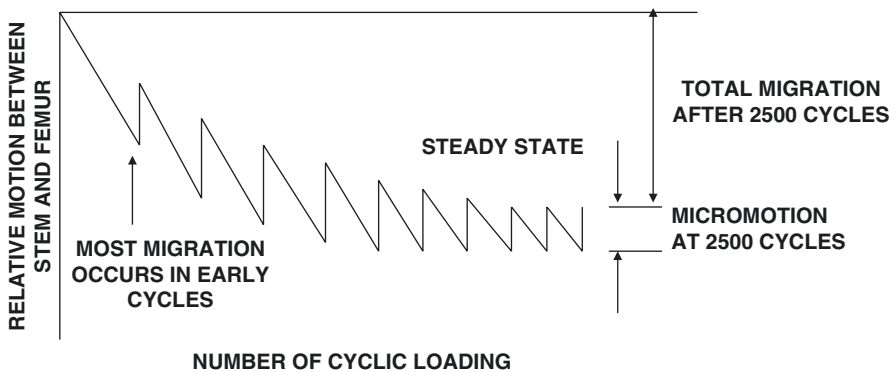 RELATIVE MOTION BETWEEN
STEM AND FEMUR
MOST MIGRATION
OCCURS IN EARLY
CYCLES
STEADY STATE
TOTAL MIGRATION
AFTER 2500 CYCLES
MICROMOTION
AT 2500 CYCLES
NUMBER OF CYCLIC LOADING